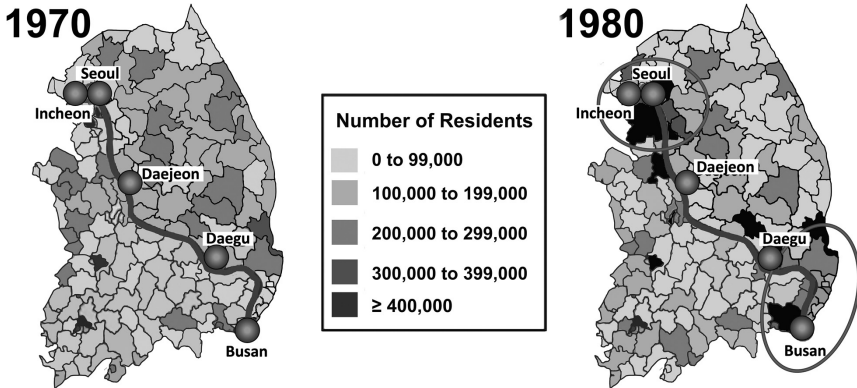 1970
Seoul
Incheon
Daejeon
Daegu
Busan
Number of Residents
0 to 99,000
100,000 to 199,000
200,000 to 299,000
300,000 to 399,000
≥ 400,000
1980
Seoul
Incheon
Daejeon
Daegu
Busan